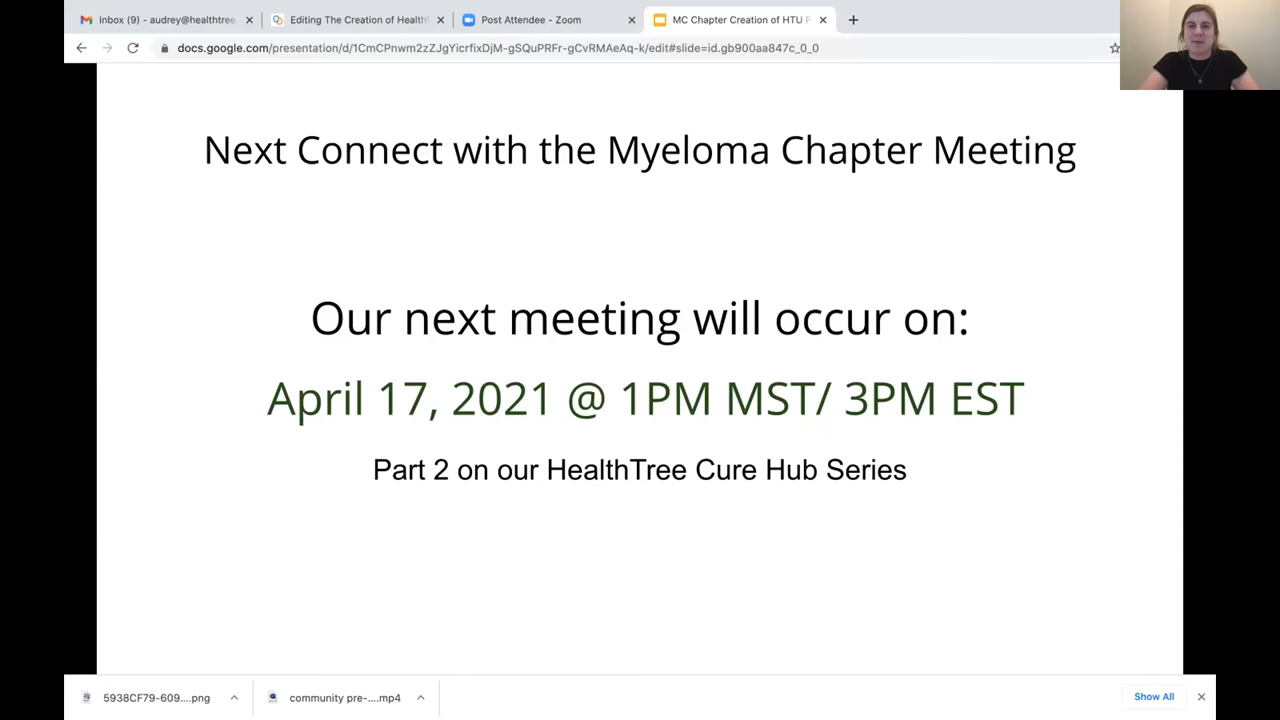 Inbox (9) - audrey@healthtree.
Editing The Creation of Health
Post Attendee - Zoom
MC Chapter Creation of HTU P
docs.google.com/presentation/d/1CmCPnwm2zZJgYicrfixDjM-gSQuPRFr-gCvRMAeAq-k/edit#slide=id.gb900aa847c_0_0
Next Connect with the Myeloma Chapter Meeting
Our next meeting will occur on:
April 17, 2021 @ 1PM MST/ 3PM EST
Part 2 on our HealthTree Cure Hub Series
5938CF79-609....png
community pre-....mp4
Show All